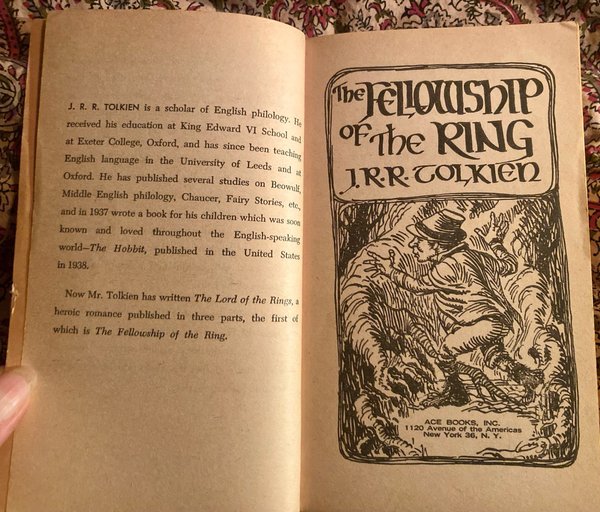 J. R. R. TOLKIEN is a scholar of English philology. He
received his education at King Edward VI School and
at Exeter College, Oxford, and has since been teaching
English language in the University of Leeds and at
Oxford. He has published several studies on Beowulf,
Middle English philology, Chaucer, Fairy Stories, etc.,
and in 1937 wrote a book for his children which was soon
known and loved throughout the English-speaking
world—The Hobbit, published in the United States
in 1938.
Now Mr. Tolkien has written The Lord of the Rings, a
heroic romance published in three parts, the first of
which is The Fellowship of the Ring.
The FELLOWSHIP
OF THE RING
J.R.R. TOLKIEN
ACE BOOKS, INC.
1120 Avenue of the Americas
New York 36, N. Y.